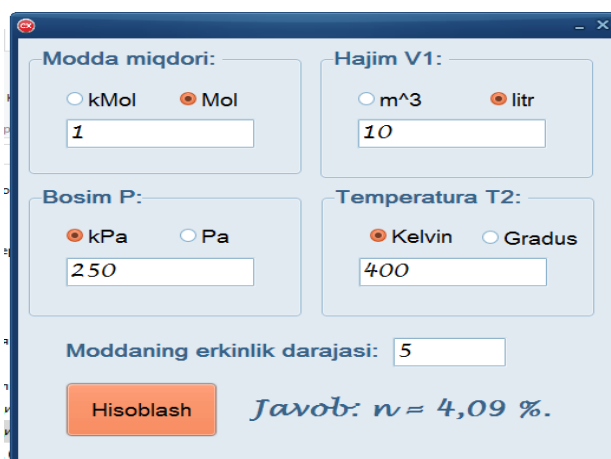 Modda miqdori: Hajim V1:
kMol Mol m^3 litr
1 10
Bosim P: Temperatura T2:
kPa Pa Kelvin Gradus
250 400
Moddaning erkinlik darajasi: 5
Hisoblash Javob: n = 4,09 %.